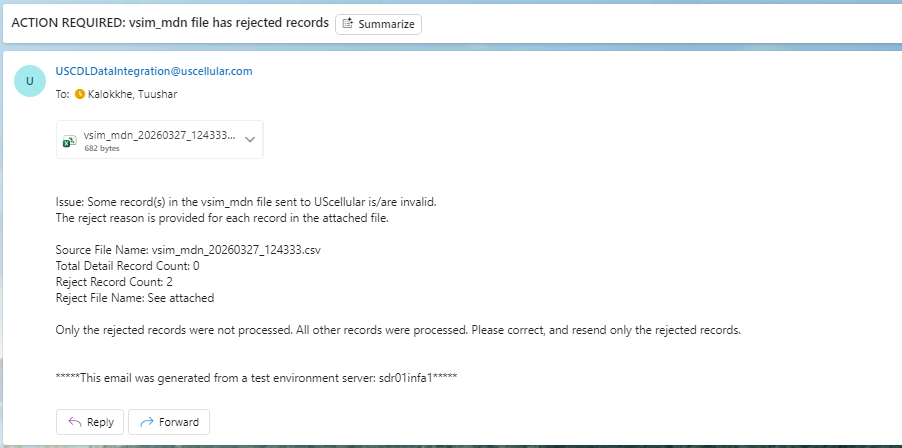 ACTION REQUIRED: vsim_mdn file has rejected records
Summarize
U
USCDLDataIntegration@uscellular.com
To: Kalokkhe, Tuushar
vsim_mdn_20260327_124333...
682 bytes
Issue: Some record(s) in the vsim_mdn file sent to UScellular is/are invalid.
The reject reason is provided for each record in the attached file.
Source File Name: vsim_mdn_20260327_124333.csv
Total Detail Record Count: 0
Reject Record Count: 2
Reject File Name: See attached
Only the rejected records were not processed. All other records were processed. Please correct, and resend only the rejected records.
*****This email was generated from a test environment server: sdr01infa1*****
Reply
Forward